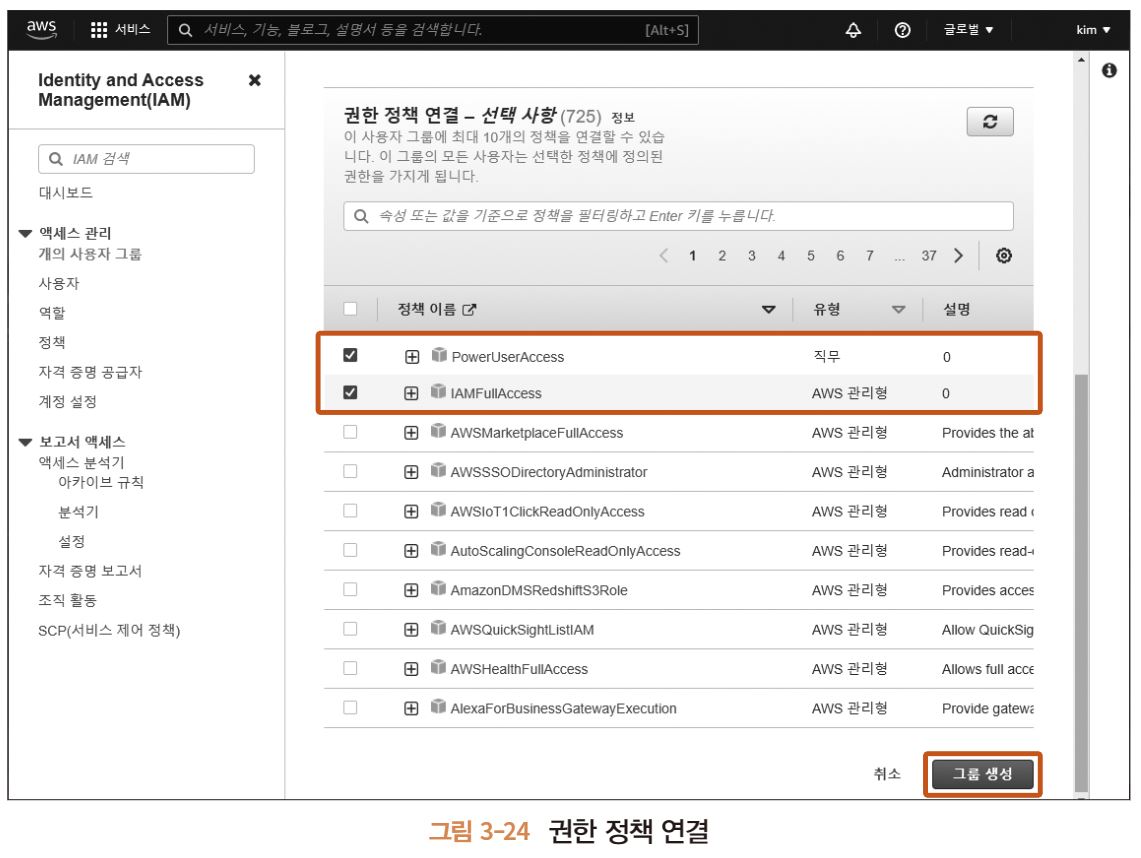 aws 서비스 서비스, 기능, 블로그, 설명서 등을 검색합니다. [Alt+S] 글로벌 ▼ kim ▼
Identity and Access
Management(IAM)
IAM 검색
대시보드
액세스 관리
개의 사용자 그룹
사용자
역할
정책
자격 증명 공급자
계정 설정
보고서 액세스
액세스 분석기
아카이브 규칙
분석기
설정
자격 증명 보고서
조직 활동
SCP(서비스 제어 정책)
권한 정책 연결 – 선택 사항 (725) 정보
이 사용자 그룹에 최대 10개의 정책을 연결할 수 있습
니다. 이 그룹의 모든 사용자는 선택한 정책에 정의된
권한을 가지게 됩니다.
속성 또는 값을 기준으로 정책을 필터링하고 Enter 키를 누릅니다.
1 2 3 4 5 6 7 ... 37
정책 이름 유형 설명
PowerUserAccess 직무 0
IAMFullAccess AWS 관리형 0
AWSMarketplaceFullAccess AWS 관리형 Provides the ab
AWSSSODirectoryAdministrator AWS 관리형 Administrator a
AWSIoT1ClickReadOnlyAccess AWS 관리형 Provides read
AutoScalingConsoleReadOnlyAccess AWS 관리형 Provides read-
AmazonDMSRedshiftS3Role AWS 관리형 Provides acces
AWSQuickSightListIAM AWS 관리형 Allow QuickSig
AWSHealthFullAccess AWS 관리형 Allows full acce
AlexaForBusinessGatewayExecution AWS 관리형 Provide gatewa
취소 그룹 생성
그림 3-24 권한 정책 연결